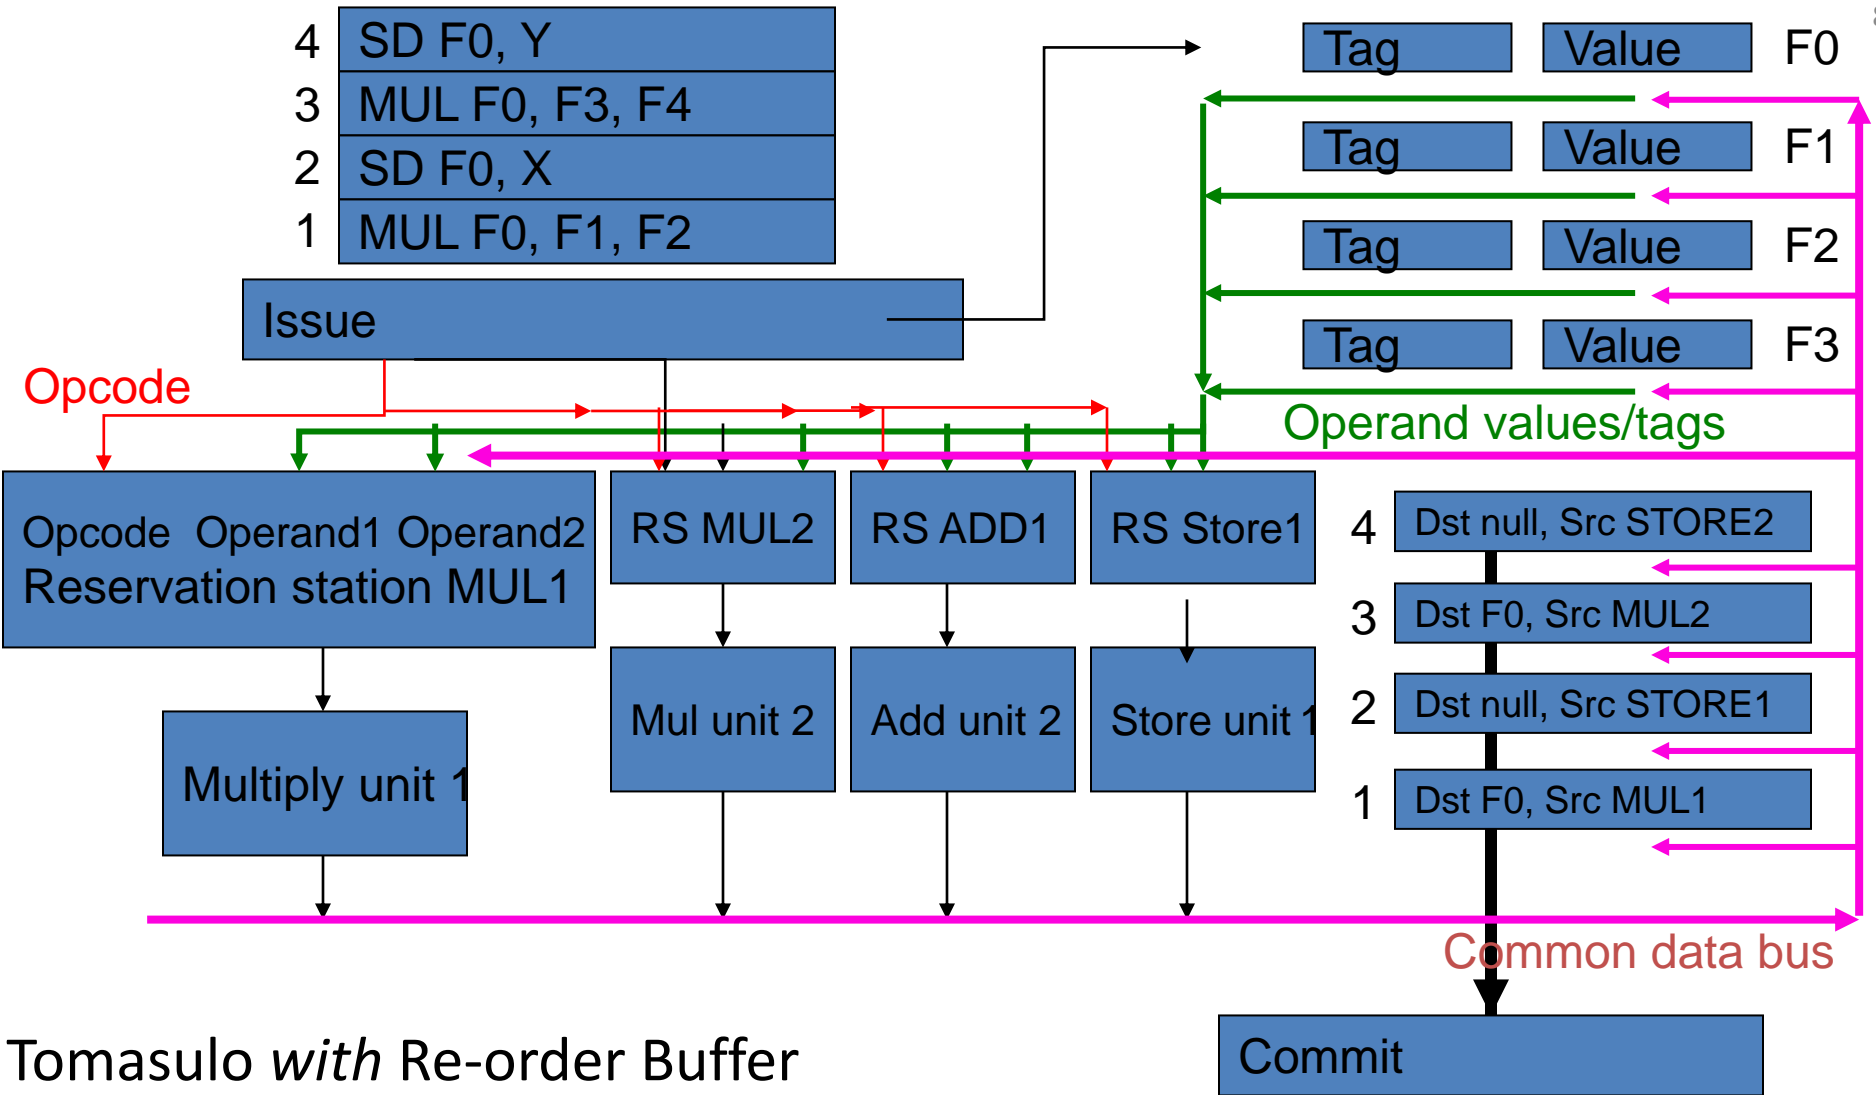 4 SD F0, Y
3 MUL F0, F3, F4
2 SD F0, X
1 MUL F0, F1, F2
Issue
Tag Value F0
Tag Value F1
Tag Value F2
Tag Value F3
Opcode
Operand values/tags
Opcode Operand1 Operand2
Reservation station MUL1
RS MUL2
RS ADD1
RS Store1
4 Dst null, Src STORE2
3 Dst F0, Src MUL2
2 Dst null, Src STORE1
1 Dst F0, Src MUL1
Multiply unit 1
Mul unit 2
Add unit 2
Store unit 1
Common data bus
Commit
Tomasulo with Re-order Buffer